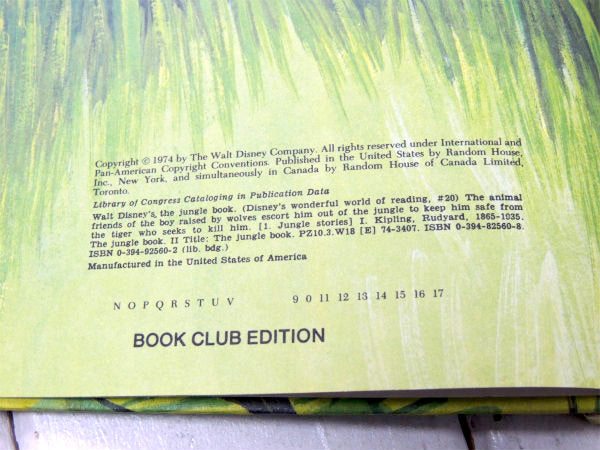 Copyright © 1974 by The Walt Disney Company. All rights reserved under International and
Pan-American Copyright Conventions. Published in the United States by Random House,
Inc., New York, and simultaneously in Canada by Random House of Canada Limited,
Toronto.
Library of Congress Cataloging in Publication Data
Walt Disney's, the jungle book. (Disney's wonderful world of reading, #20) The animal
friends of the boy raised by wolves escort him out of the jungle to keep him safe from
the tiger who seeks to kill him. [1. Jungle stories] I. Kipling, Rudyard, 1865-1035.
The jungle book. II Title: The jungle book. PZ10.3.W18 [E] 74-3407. ISBN 0-394-82560-8.
ISBN 0-394-92560-2 (lib. bdg.)
Manufactured in the United States of America
N O P Q R S T U V 9 0 11 12 13 14 15 16 17
BOOK CLUB EDITION